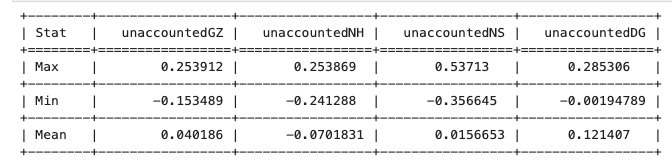 | Stat | unaccountedGZ | unaccountedNH | unaccountedNS | unaccountedDG |
| Max | 0.253912 | 0.253869 | 0.53713 | 0.285306 |
| Min | −0.153489 | −0.241288 | −0.356645 | −0.00194789 |
| Mean | 0.040186 | −0.0701831 | 0.0156653 | 0.121407 |